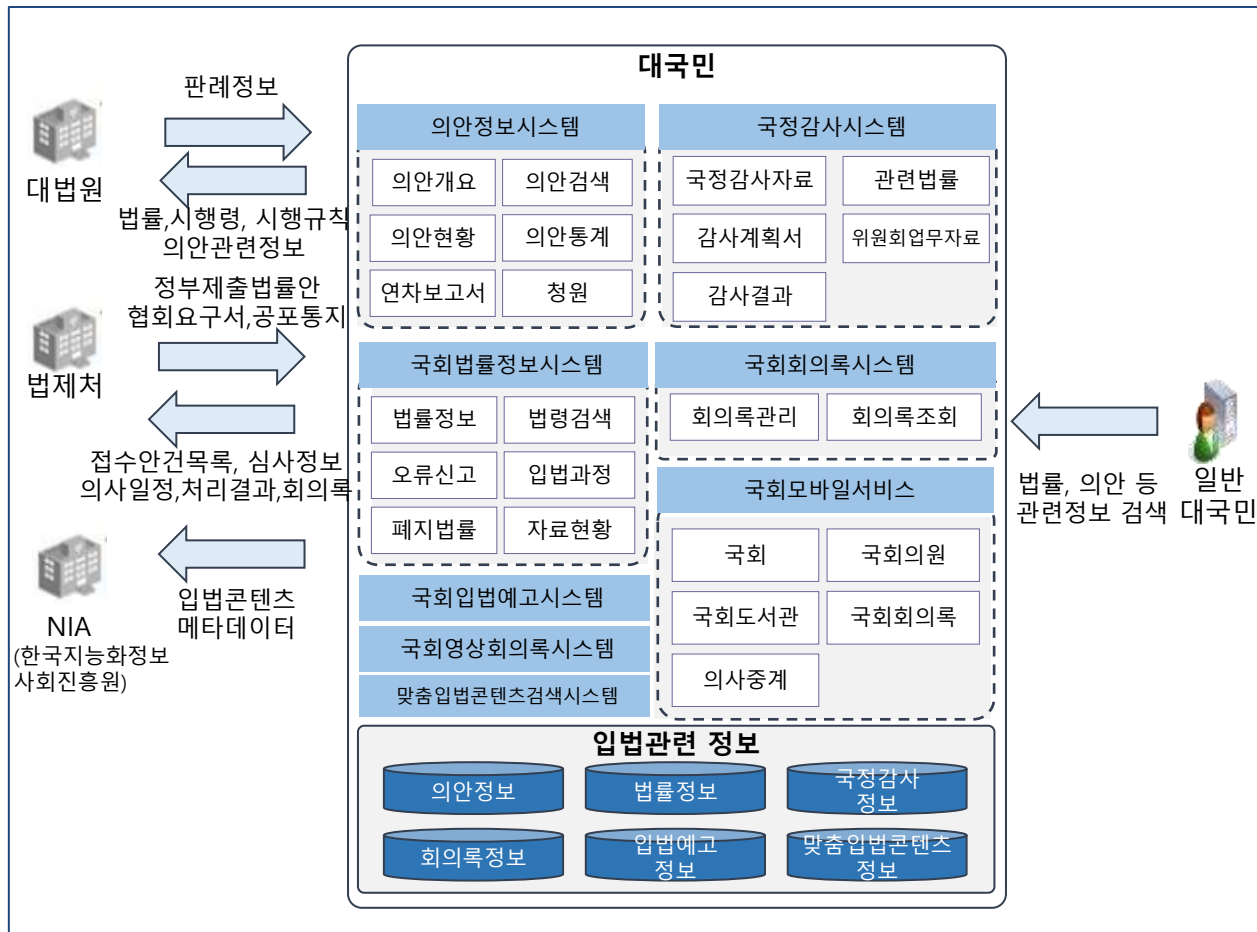 대국민
판례정보
대법원
법률,시행령, 시행규칙
의안관련정보
정부제출법률안
협회요구서,공포통지
법제처
접수안건목록, 심사정보
의사일정,처리결과,회의록
입법콘텐츠
메타데이터
NIA
(한국지능화정보
사회진흥원)
의안정보시스템
의안개요
의안검색
의안현황
의안통계
연차보고서
청원
국정감사시스템
국정감사자료
관련법률
감사계획서
위원회업무자료
감사결과
국회법률정보시스템
법률정보
법령검색
오류신고
입법과정
폐지법률
자료현황
국회회의록시스템
회의록관리
회의록조회
국회모바일서비스
국회
국회의원
국회도서관
국회회의록
의사중계
국회입법예고시스템
국회영상회의록시스템
맞춤입법콘텐츠검색시스템
입법관련 정보
의안정보
법률정보
국정감사
정보
회의록정보
입법예고
정보
맞춤입법콘텐츠
정보
법률, 의안 등
관련정보 검색
일반
대국민